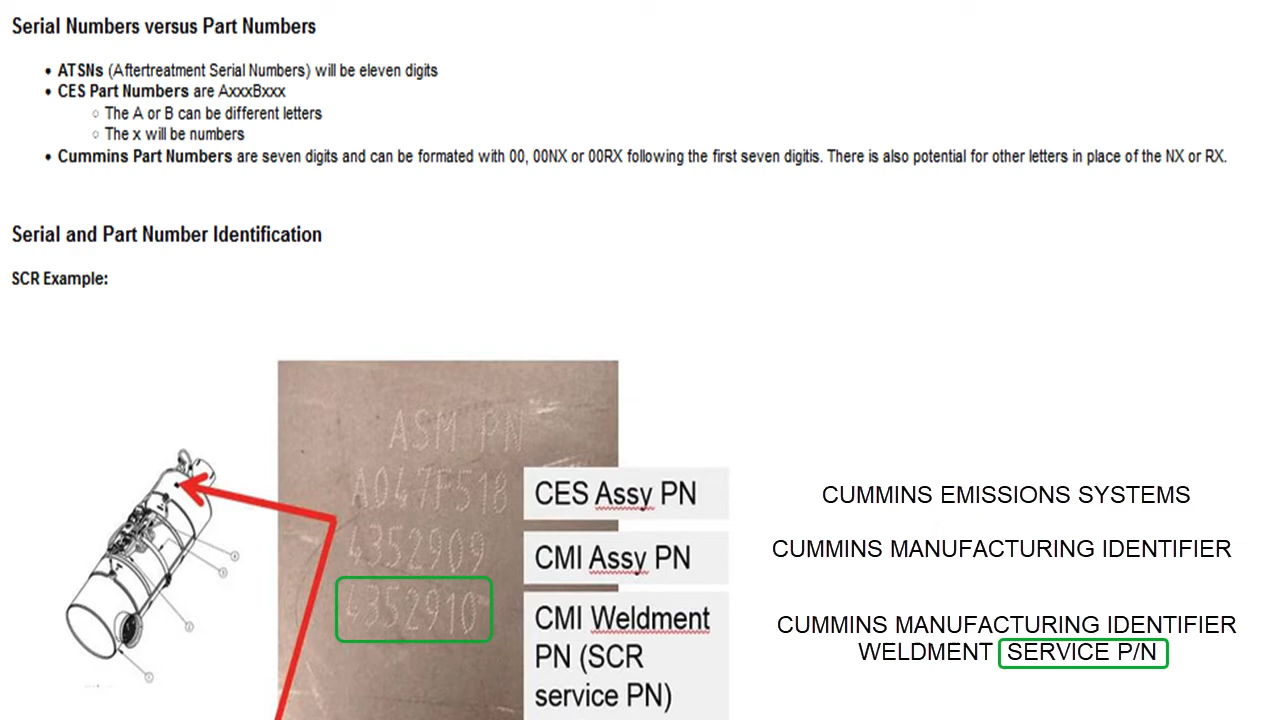 Serial Numbers versus Part Numbers
• ATSNs (Aftertreatment Serial Numbers) will be eleven digits
• CES Part Numbers are AxxxBxxx
○ The A or B can be different letters
○ The x will be numbers
• Cummins Part Numbers are seven digits and can be formated with 00, 00NX or 00RX following the first seven digitis. There is also potential for other letters in place of the NX or RX.
Serial and Part Number Identification
SCR Example:
ASM PN
A047F518
4352909
4352910
CES Assy PN
CMI Assy PN
CMI Weldment
PN (SCR
service PN)
CUMMINS EMISSIONS SYSTEMS
CUMMINS MANUFACTURING IDENTIFIER
CUMMINS MANUFACTURING IDENTIFIER
WELDMENT SERVICE P/N